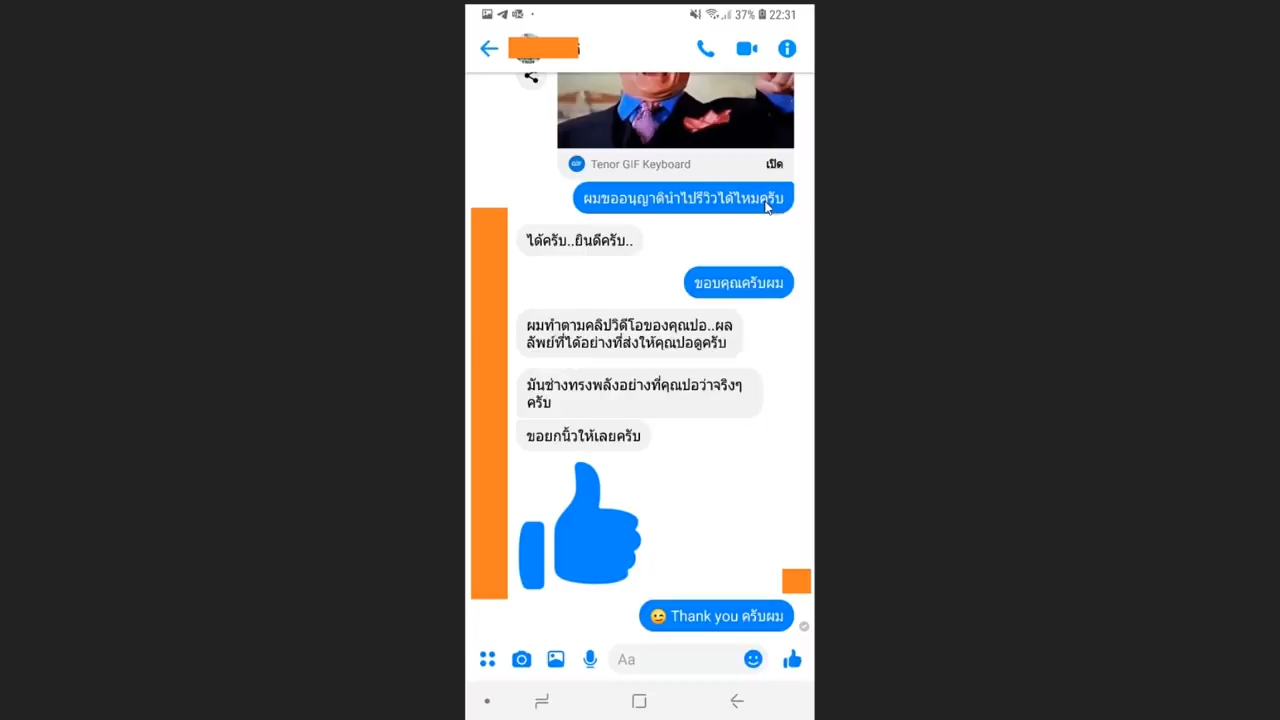 37% 22:31
Tenor GIF Keyboard เปิด
ผมขออนุญาตินำไปรีวิวได้ไหมครับ
ได้ครับ..ยินดีครับ..
ขอบคุณครับผม
ผมทำตามคลิปวิดีโอของคุณปอ..ผล
ลัพย์ที่ได้อย่างที่ส่งให้คุณปอดูครับ
มันช่างทรงพลังอย่างที่คุณปอว่าจริงๆ
ครับ
ขอยกนิ้วให้เลยครับ
😉 Thank you ครับผม
Aa